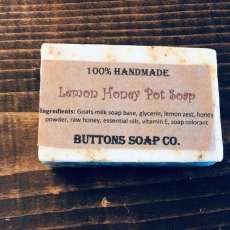 100% HANDMADE
Lemon Honey Pot Soap
Ingredients: Goats milk soap base, glycerin, lemon zest, honey
powder, raw honey, essential oils, vitamin E, soap colorant
BUTTONS SOAP CO.